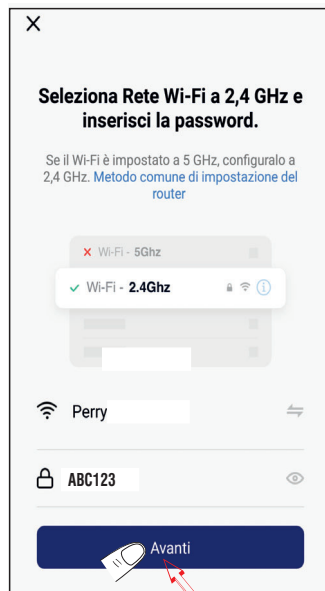 Seleziona Rete Wi-Fi a 2,4 GHz e
inserisci la password.
Se il Wi-Fi è impostato a 5 GHz, configuralo a
2,4 GHz. Metodo comune di impostazione del
router
Wi-Fi - 5Ghz
Wi-Fi - 2.4Ghz
Perry
ABC123
Avanti